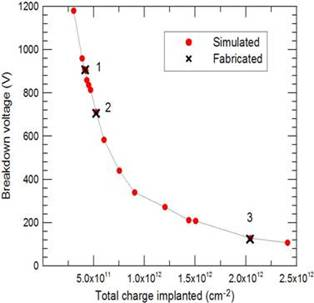 1200
1000
800
600
400
200
0
Breakdown voltage (V)
Simulated
Fabricated
1
2
3
5.0x10¹¹ 1.0x10¹² 1.5x10¹² 2.0x10¹² 2.5x10¹²
Total charge implanted (cm⁻²)